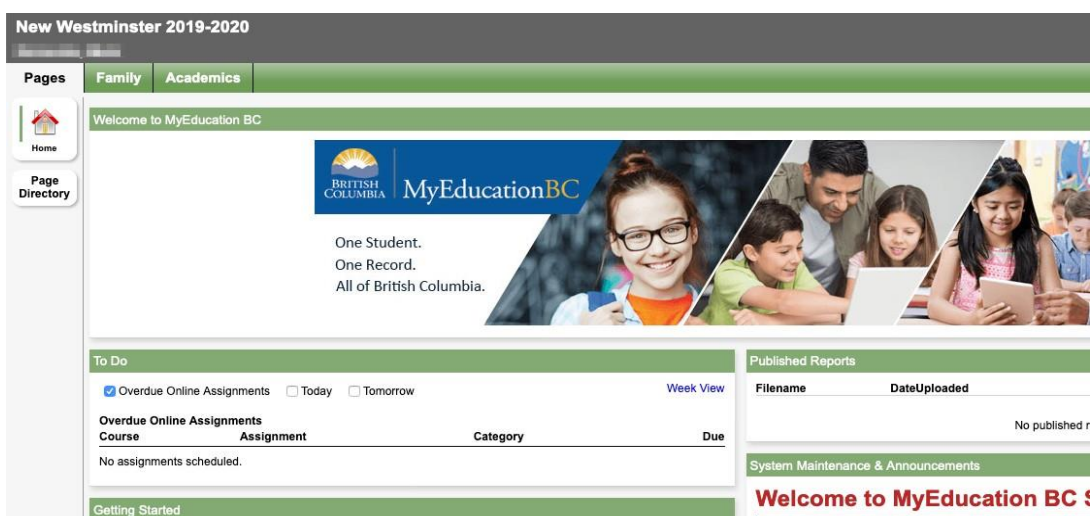 New Westminster 2019-2020
Pages
Family
Academics
Home
Page
Directory
Welcome to MyEducation BC
BRITISH
COLUMBIA
MyEducationBC
One Student.
One Record.
All of British Columbia.
To Do
Overdue Online Assignments Today Tomorrow Week View
Overdue Online Assignments
Course Assignment Category Due
No assignments scheduled.
Getting Started
Published Reports
Filename DateUploaded
No published
System Maintenance & Announcements
Welcome to MyEducation BC